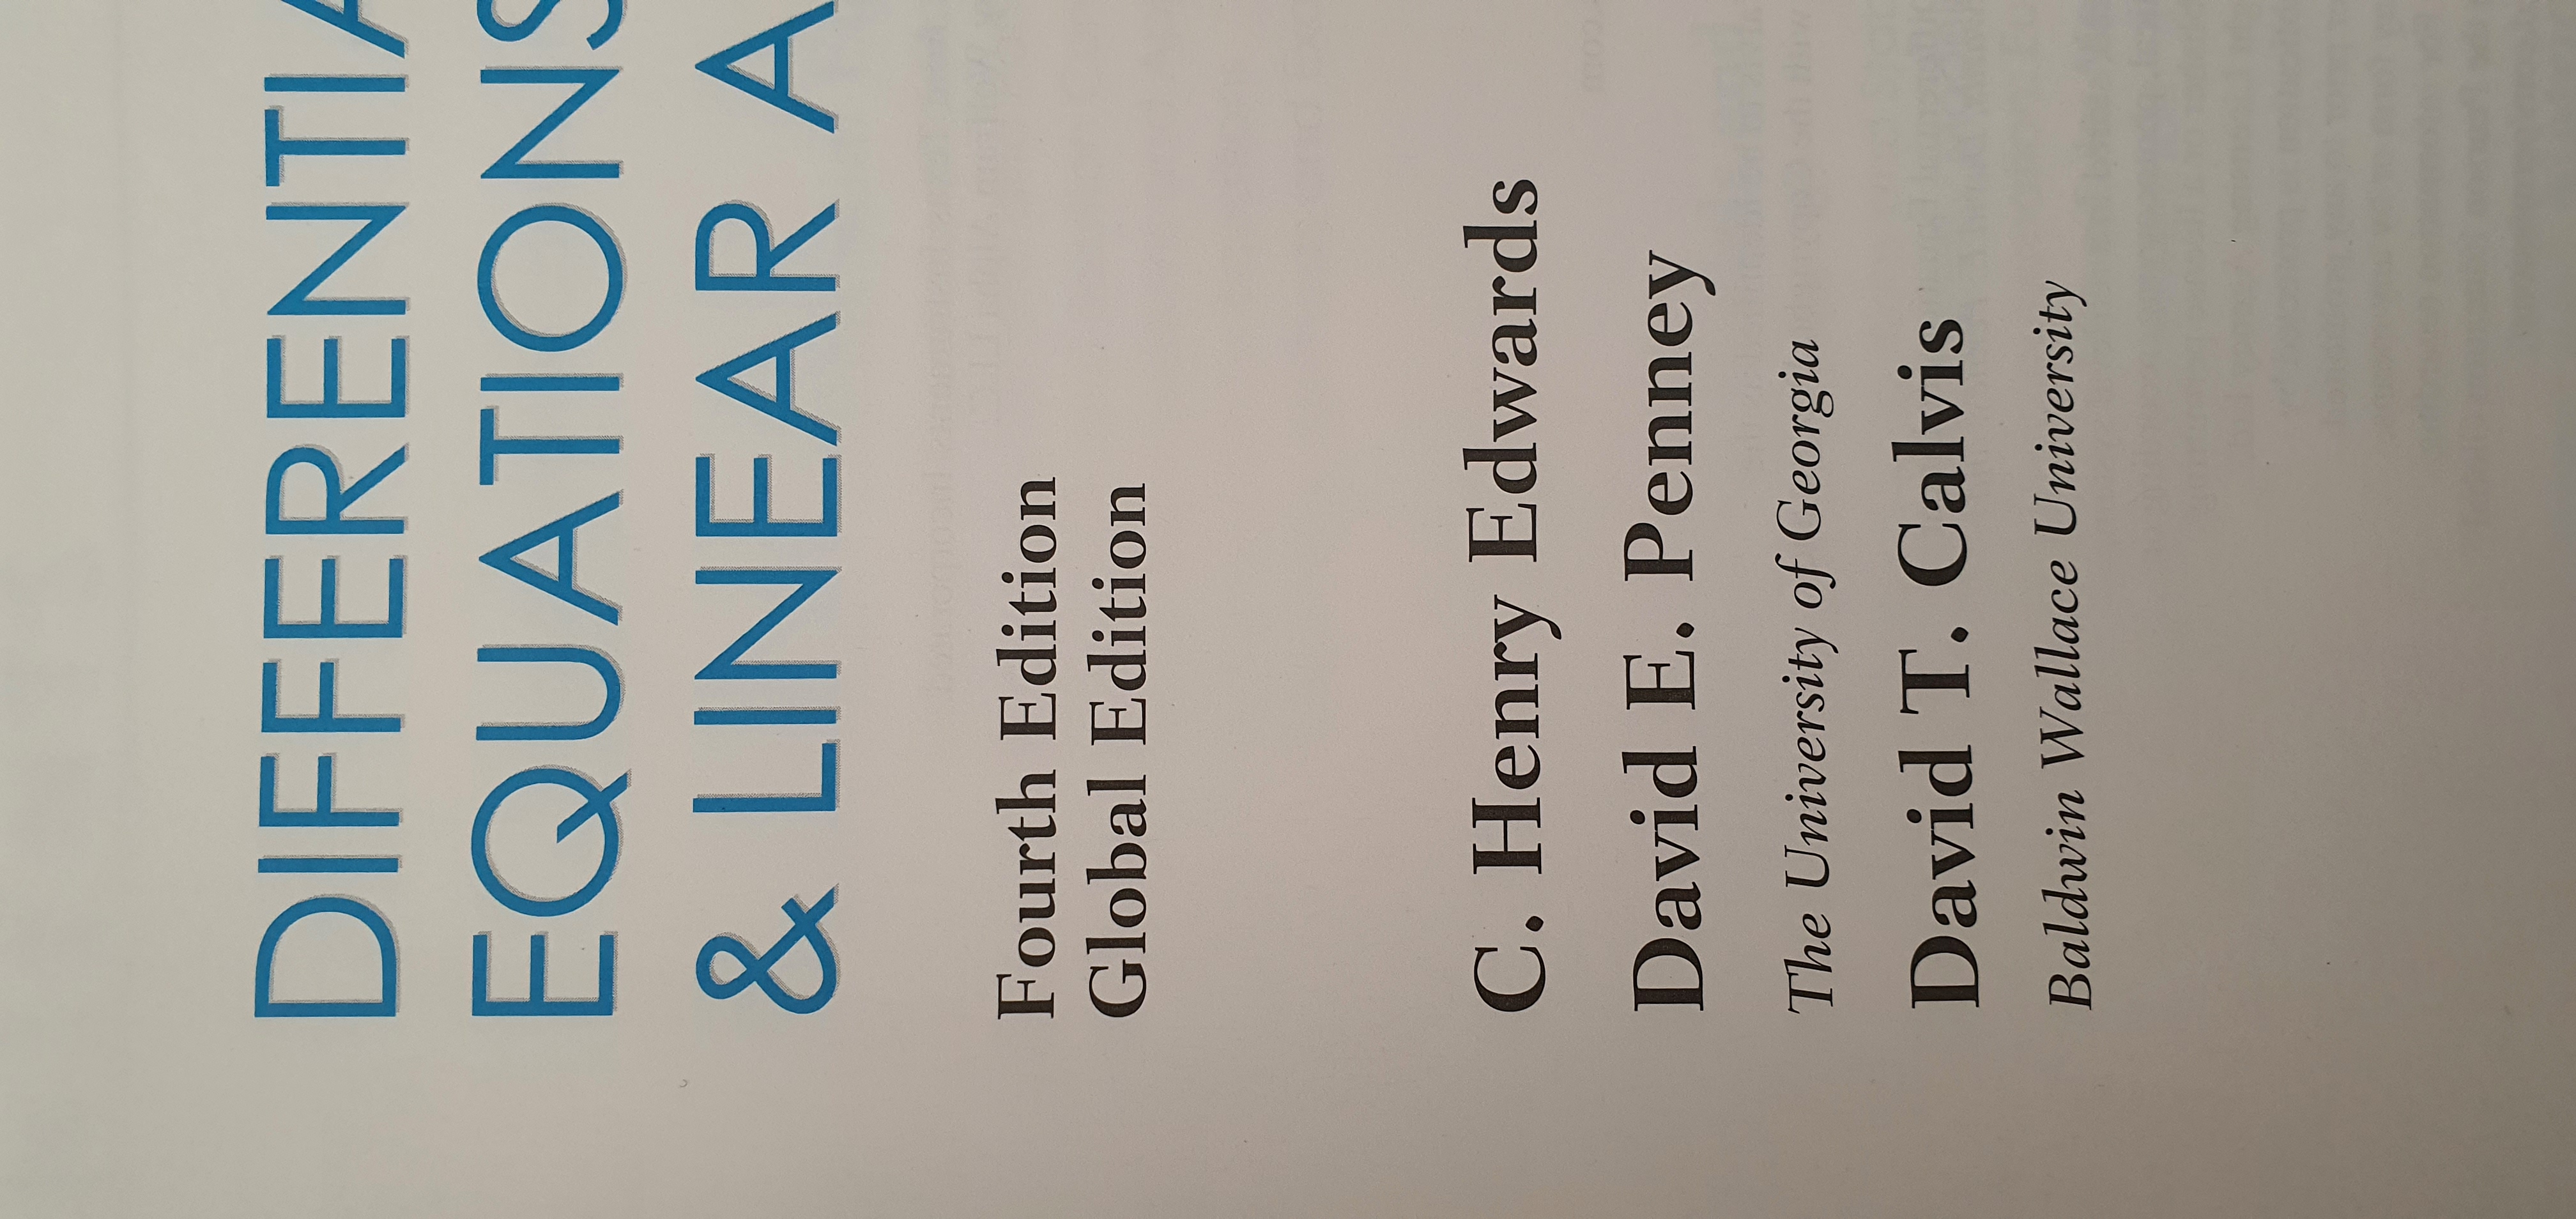 DIFFERENTIA
EQUATIONS
& LINEAR A
Fourth Edition
Global Edition
C. Henry Edwards
David E. Penney
The University of Georgia
David T. Calvis
Baldwin Wallace University